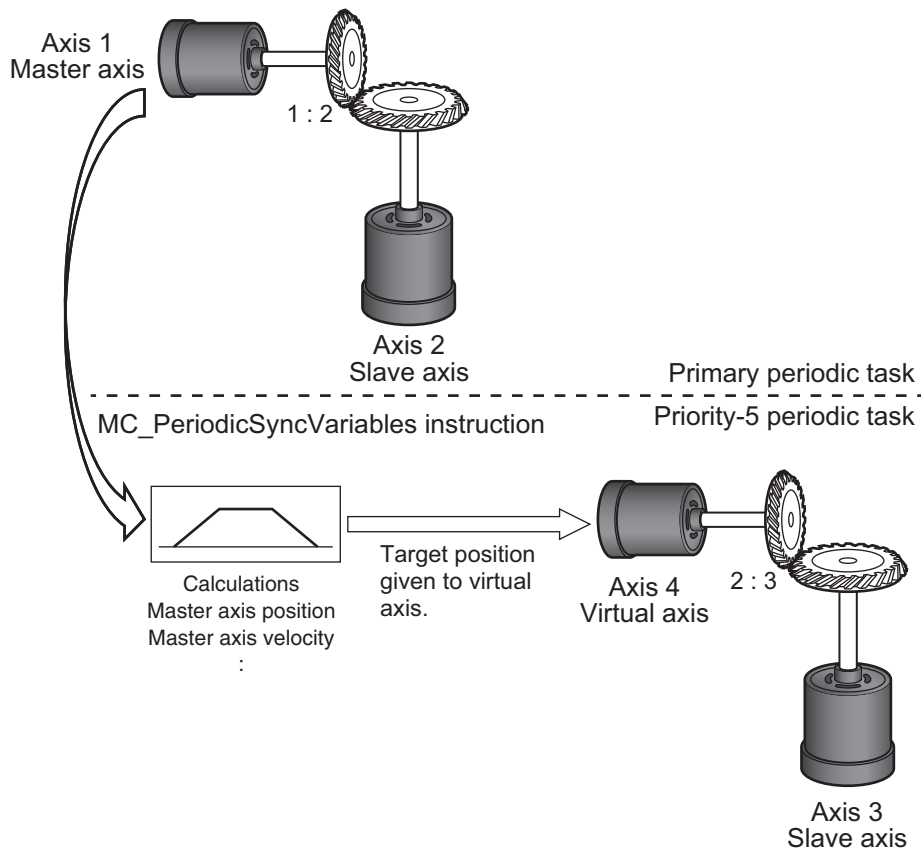 Axis 1
Master axis
1 : 2
Axis 2
Slave axis
Primary periodic task
MC_PeriodicSyncVariables instruction
Priority-5 periodic task
Calculations
Master axis position
Master axis velocity
:
Target position
given to virtual
axis.
Axis 4
Virtual axis
2 : 3
Axis 3
Slave axis